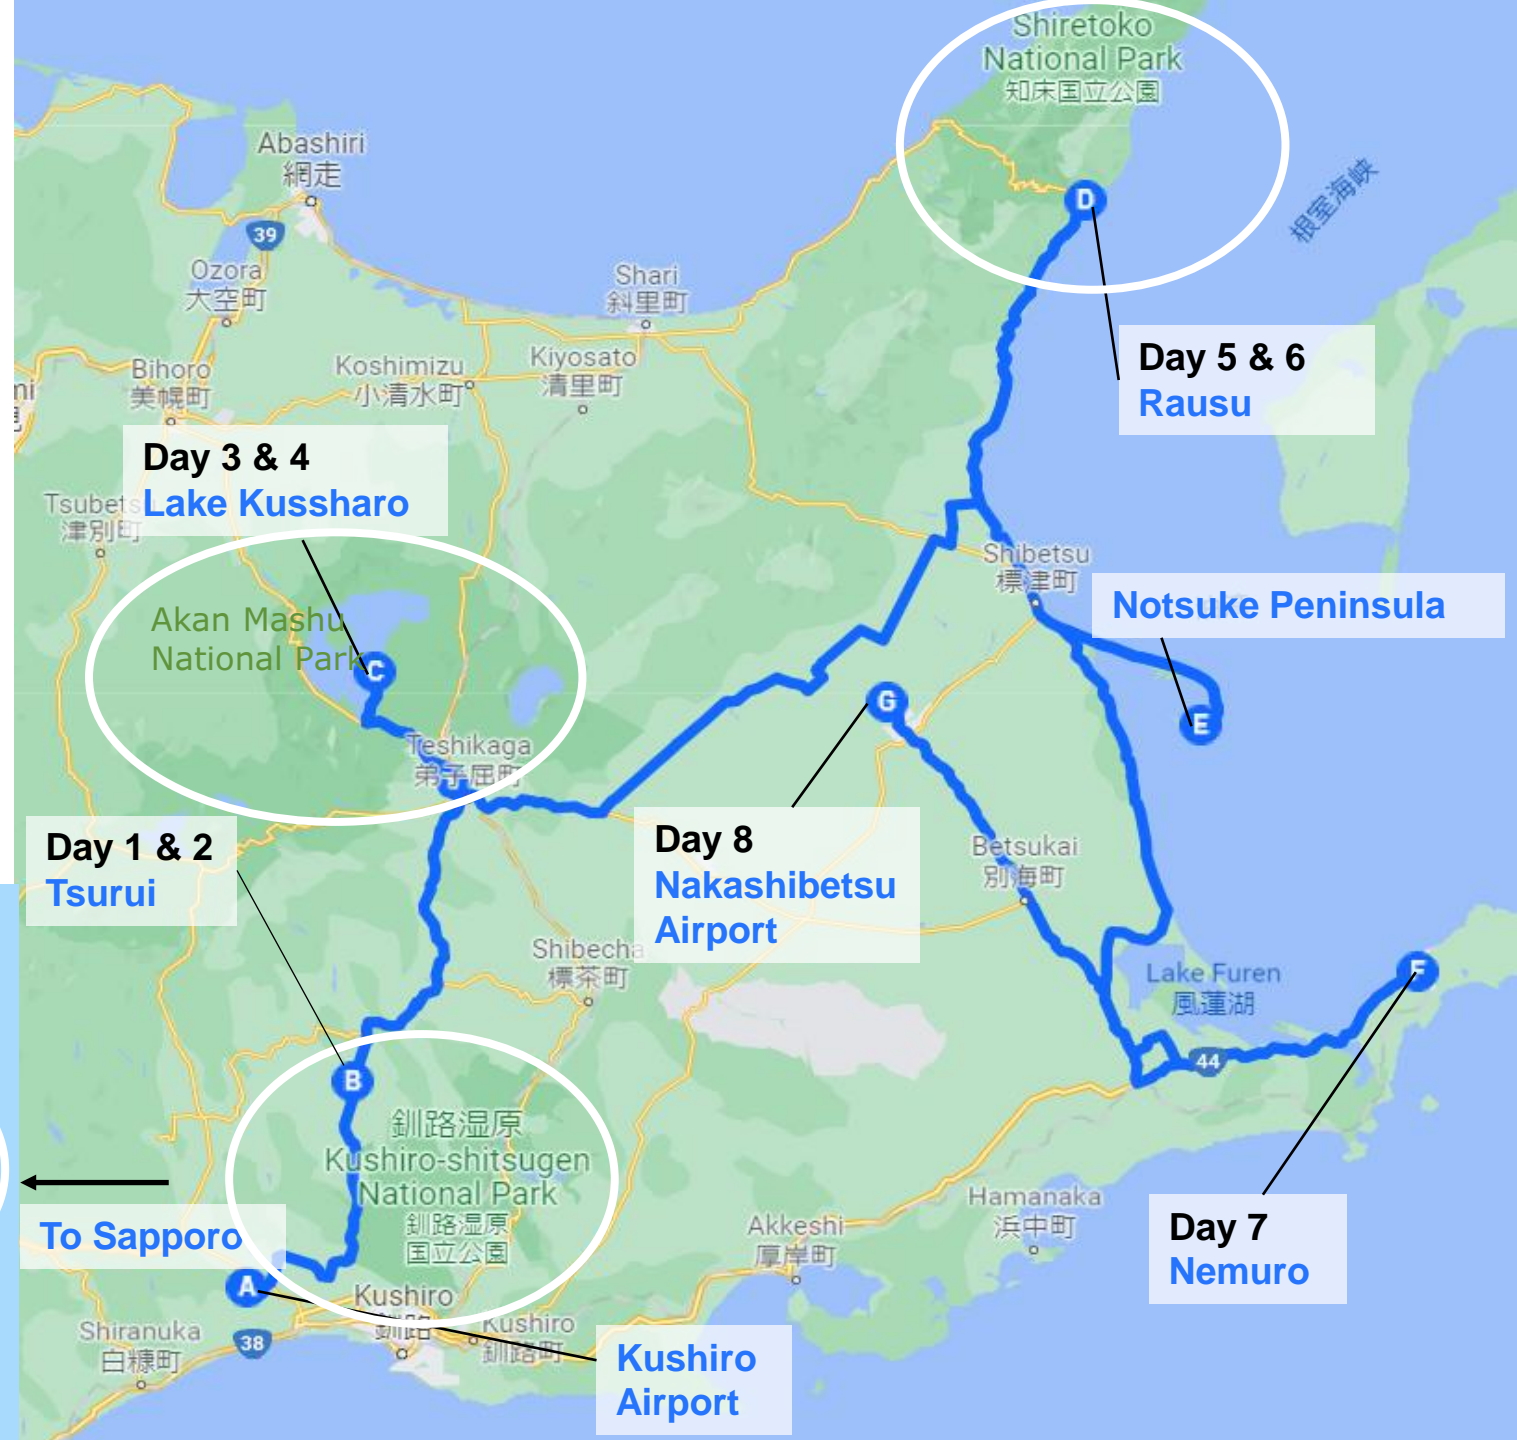 Shiretoko
National Park
知床国立公園
Abashiri
網走
根室海峡
D
39
Ozora
大空町
Shari
斜里町
Day 5 & 6
Rausu
Bihoro
美幌町
Koshimizu
小清水町
Kiyosato
清里町
mi
Day 3 & 4
Lake Kussharo
Tsubets
津別町
Shibetsu
標津町
Notsuke Peninsula
Akan Mashu
National Park
C
G
E
Teshikaga
弟子屈町
Day 1 & 2
Tsurui
Day 8
Nakashibetsu
Airport
Betsukai
別海町
Shibecha
標茶町
Lake Furen
風蓮湖
F
44
B
釧路湿原
Kushiro-shitsugen
National Park
釧路湿原
国立公園
To Sapporo
Akkeshi
厚岸町
Hamanaka
浜中町
Day 7
Nemuro
A
Kushiro
釧路
Kushiro
釧路町
Shiranuka
白糠町
38
Kushiro
Airport